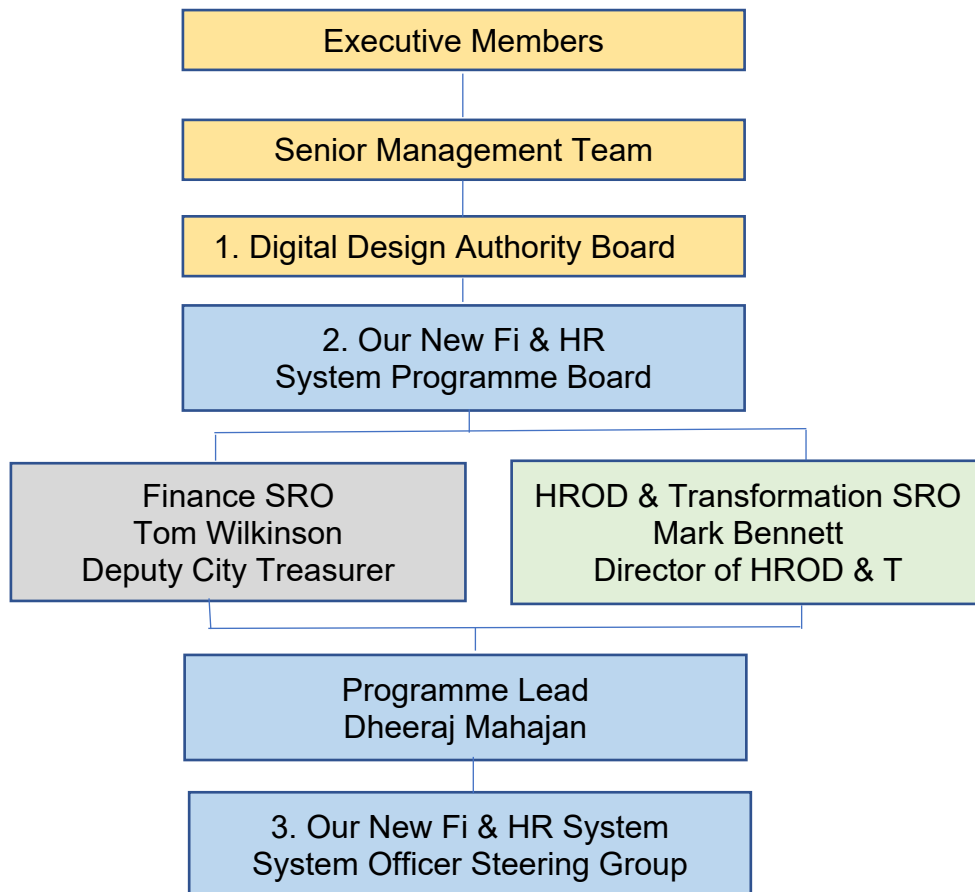 Executive Members
Senior Management Team
1. Digital Design Authority Board
2. Our New Fi & HR
System Programme Board
Finance SRO
Tom Wilkinson
Deputy City Treasurer
HROD & Transformation SRO
Mark Bennett
Director of HROD & T
Programme Lead
Dheeraj Mahajan
3. Our New Fi & HR System
System Officer Steering Group